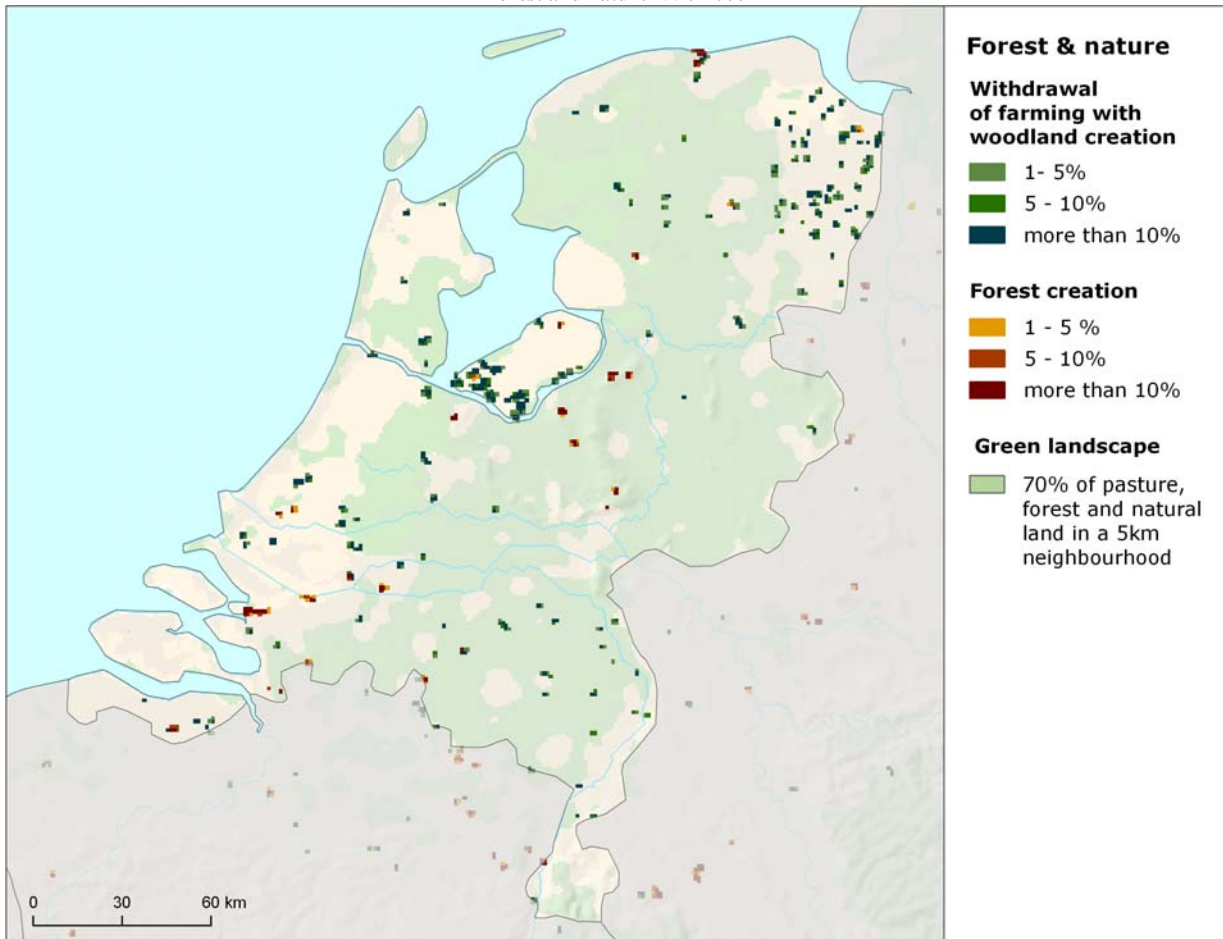 Forest & nature
Withdrawal
of farming with
woodland creation
1- 5%
5 - 10%
more than 10%
Forest creation
1 - 5 %
5 - 10%
more than 10%
Green landscape
70% of pasture,
forest and natural
land in a 5km
neighbourhood
0 30 60 km